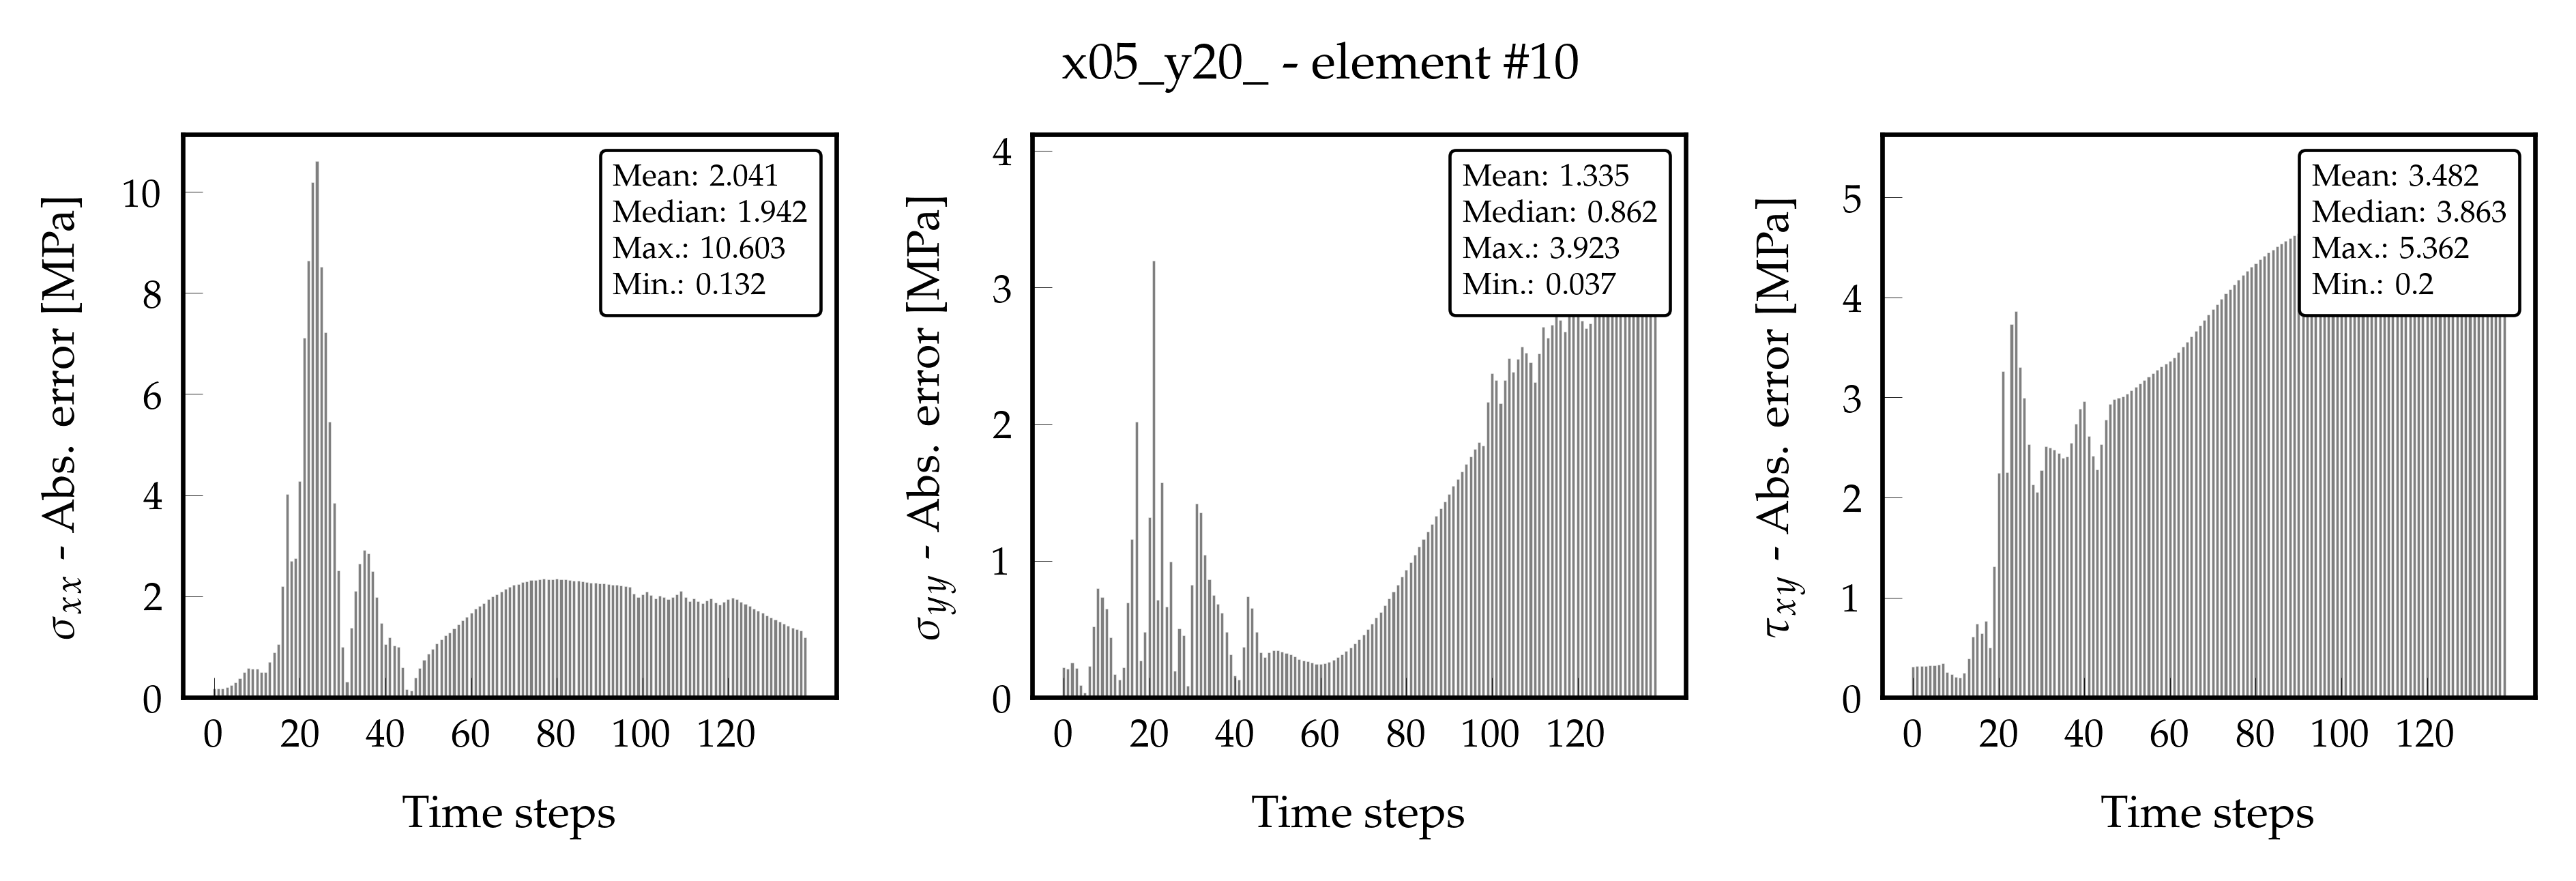 x05_y20_ - element #10
σxx - Abs. error [MPa]
10
8
6
4
2
0
Mean: 2.041
Median: 1.942
Max.: 10.603
Min.: 0.132
0 20 40 60 80 100 120
Time steps
σyy - Abs. error [MPa]
4
3
2
1
0
Mean: 1.335
Median: 0.862
Max.: 3.923
Min.: 0.037
0 20 40 60 80 100 120
Time steps
τxy - Abs. error [MPa]
5
4
3
2
1
0
Mean: 3.482
Median: 3.863
Max.: 5.362
Min.: 0.2
0 20 40 60 80 100 120
Time steps